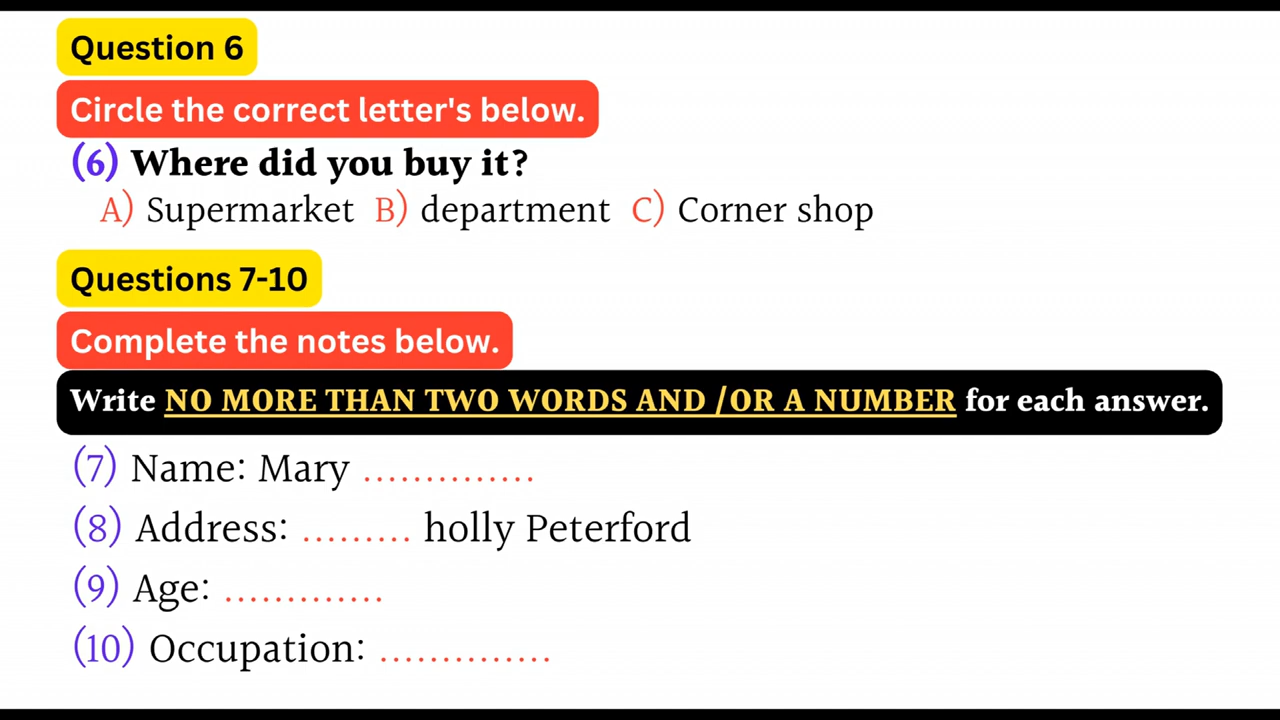 Question 6
Circle the correct letter's below.
(6) Where did you buy it?
A) Supermarket B) department C) Corner shop
Questions 7-10
Complete the notes below.
Write NO MORE THAN TWO WORDS AND /OR A NUMBER for each answer.
(7) Name: Mary ..............
(8) Address: ......... holly Peterford
(9) Age: .............
(10) Occupation: ..............